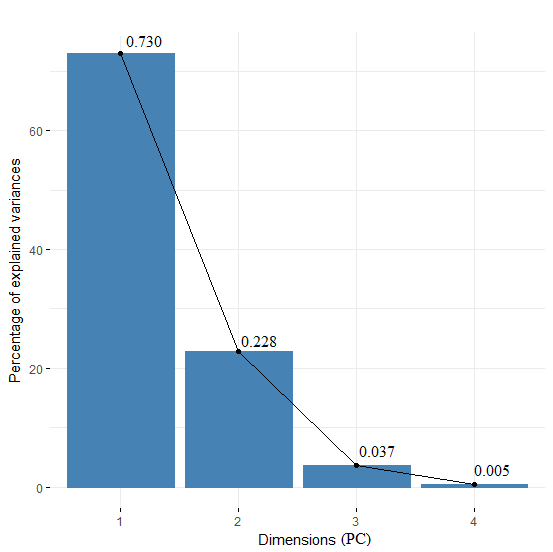 0.730
0.228
0.037
0.005
60
40
20
0
1 2 3 4
Percentage of explained variances
Dimensions (PC)